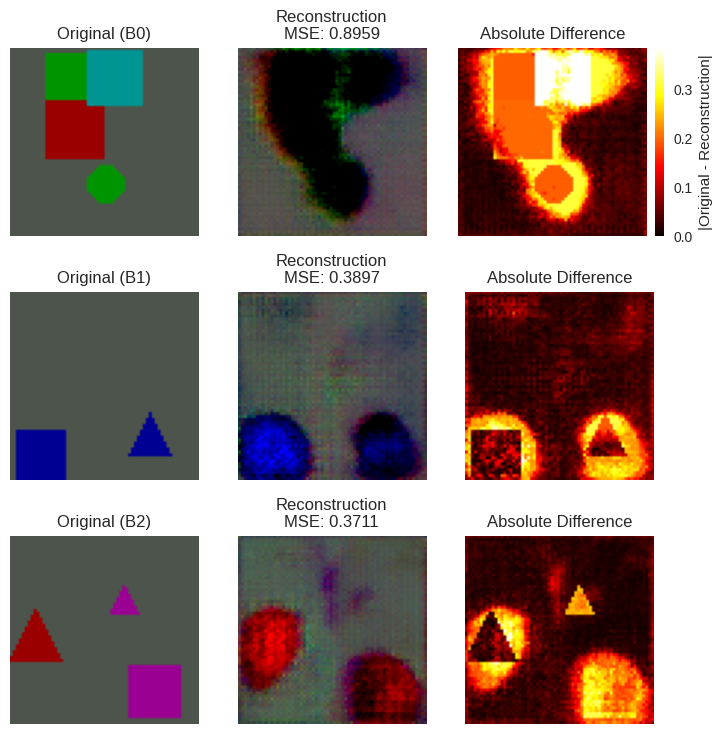 Original (B0)
Reconstruction
MSE: 0.8959
Absolute Difference
0.3
0.2
0.1
0.0
|Original - Reconstruction|
Original (B1)
Reconstruction
MSE: 0.3897
Absolute Difference
Original (B2)
Reconstruction
MSE: 0.3711
Absolute Difference